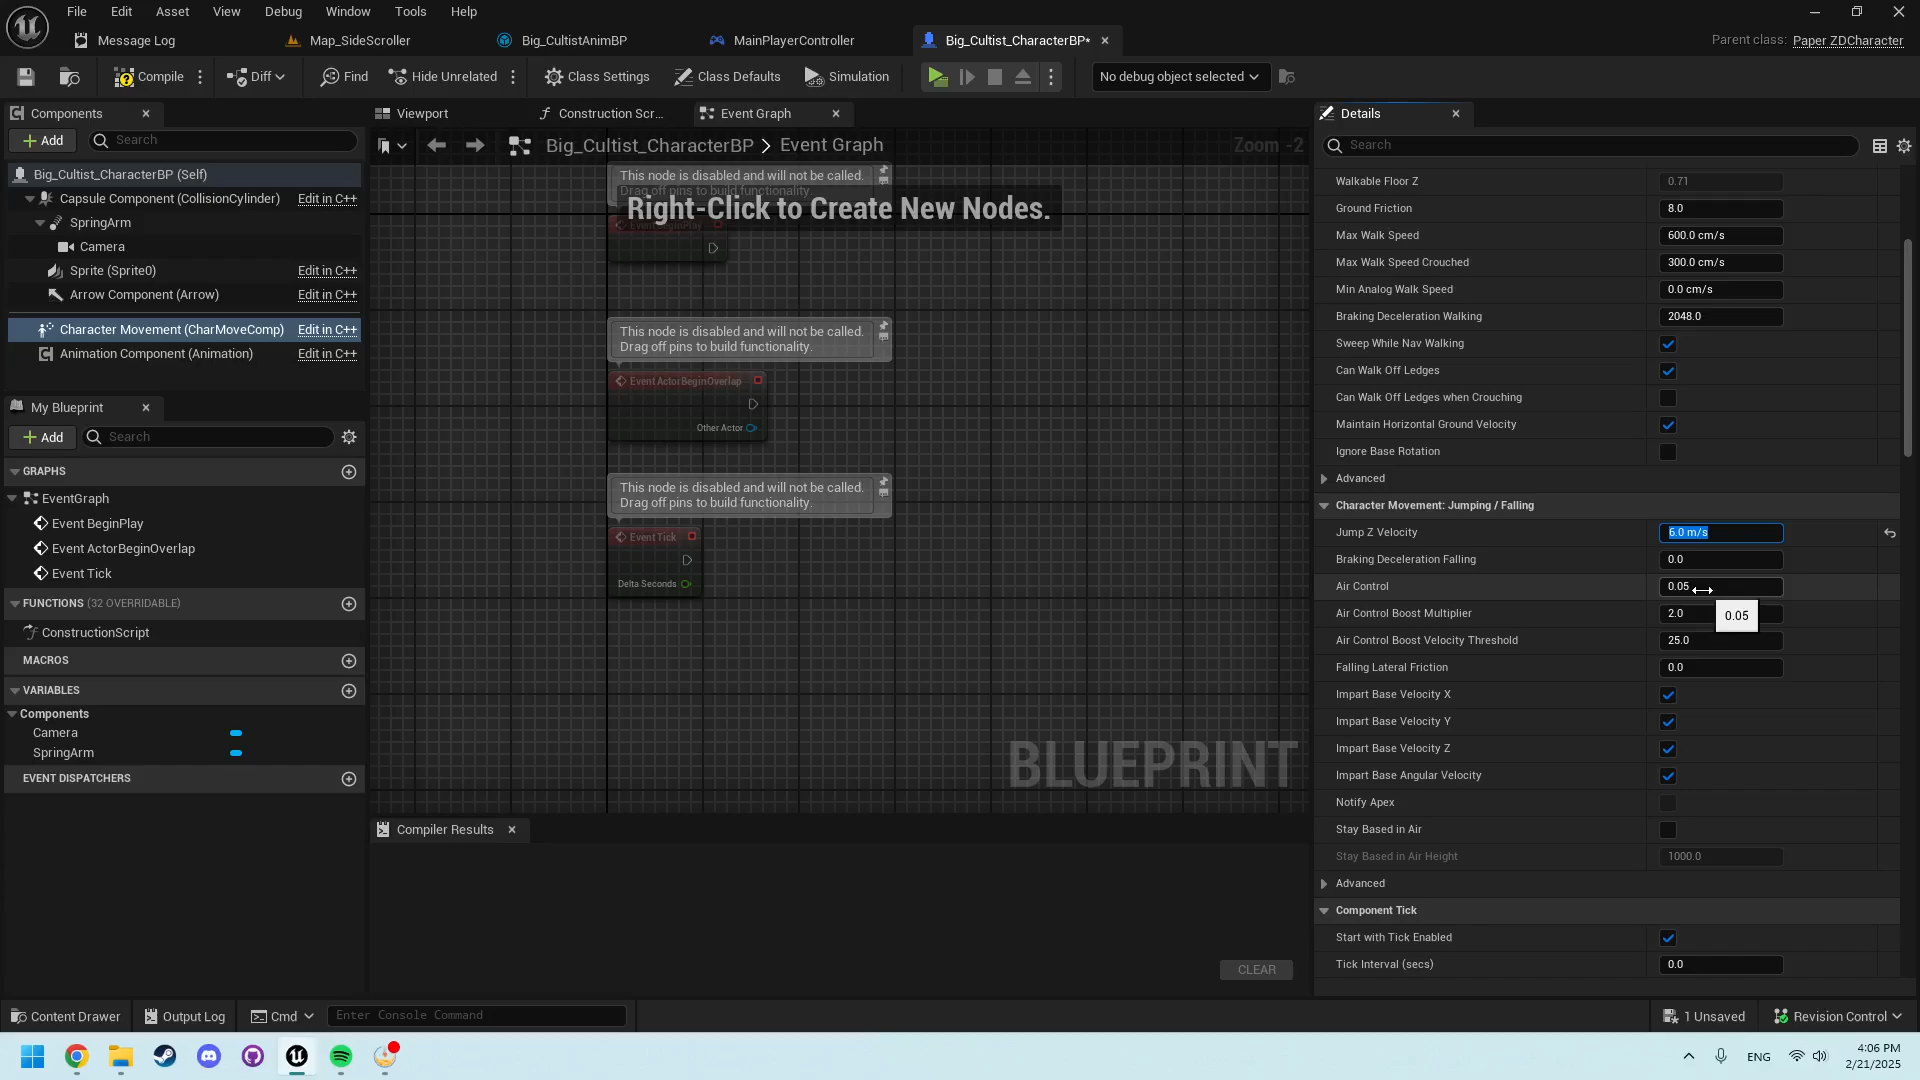 File Edit Asset View Debug Window Tools Help
Message Log Map_SideScroller Big_CultistAnimBP MainPlayerController Big_Cultist_CharacterBP* Parent class: Paper ZDCharacter
Compile Diff Find Hide Unrelated Class Settings Class Defaults Simulation No debug object selected
Components
Add Search
Big_Cultist_CharacterBP (Self)
Capsule Component (CollisionCylinder) Edit in C++
SpringArm
Camera
Sprite (Sprite0) Edit in C++
Arrow Component (Arrow) Edit in C++
Character Movement (CharMoveComp) Edit in C++
Animation Component (Animation) Edit in C++
My Blueprint
Add Search
GRAPHS
EventGraph
Event BeginPlay
Event ActorBeginOverlap
Event Tick
FUNCTIONS (32 OVERRIDABLE)
ConstructionScript
MACROS
VARIABLES
Components
Camera
SpringArm
EVENT DISPATCHERS
Viewport Construction Scr... Event Graph
Big_Cultist_CharacterBP > Event Graph Zoom -2
This node is disabled and will not be called.
Drag off pins to build functionality.
Right-Click to Create New Nodes.
Event BeginPlay
This node is disabled and will not be called.
Drag off pins to build functionality.
Event ActorBeginOverlap
Other Actor
This node is disabled and will not be called.
Drag off pins to build functionality.
Event Tick
Delta Seconds
BLUEPRINT
Compiler Results
CLEAR
Details
Search
Walkable Floor Z 0.71
Ground Friction 8.0
Max Walk Speed 600.0 cm/s
Max Walk Speed Crouched 300.0 cm/s
Min Analog Walk Speed 0.0 cm/s
Braking Deceleration Walking 2048.0
Sweep While Nav Walking
Can Walk Off Ledges
Can Walk Off Ledges when Crouching
Maintain Horizontal Ground Velocity
Ignore Base Rotation
Advanced
Character Movement: Jumping / Falling
Jump Z Velocity 6.0 m/s
Braking Deceleration Falling 0.0
Air Control 0.05
Air Control Boost Multiplier 2.0
0.05
Air Control Boost Velocity Threshold 25.0
Falling Lateral Friction 0.0
Impart Base Velocity X
Impart Base Velocity Y
Impart Base Velocity Z
Impart Base Angular Velocity
Notify Apex
Stay Based in Air
Stay Based in Air Height 1000.0
Advanced
Component Tick
Start with Tick Enabled
Tick Interval (secs) 0.0
Content Drawer Output Log Cmd Enter Console Command 1 Unsaved Revision Control
ENG 4:06 PM
2/21/2025